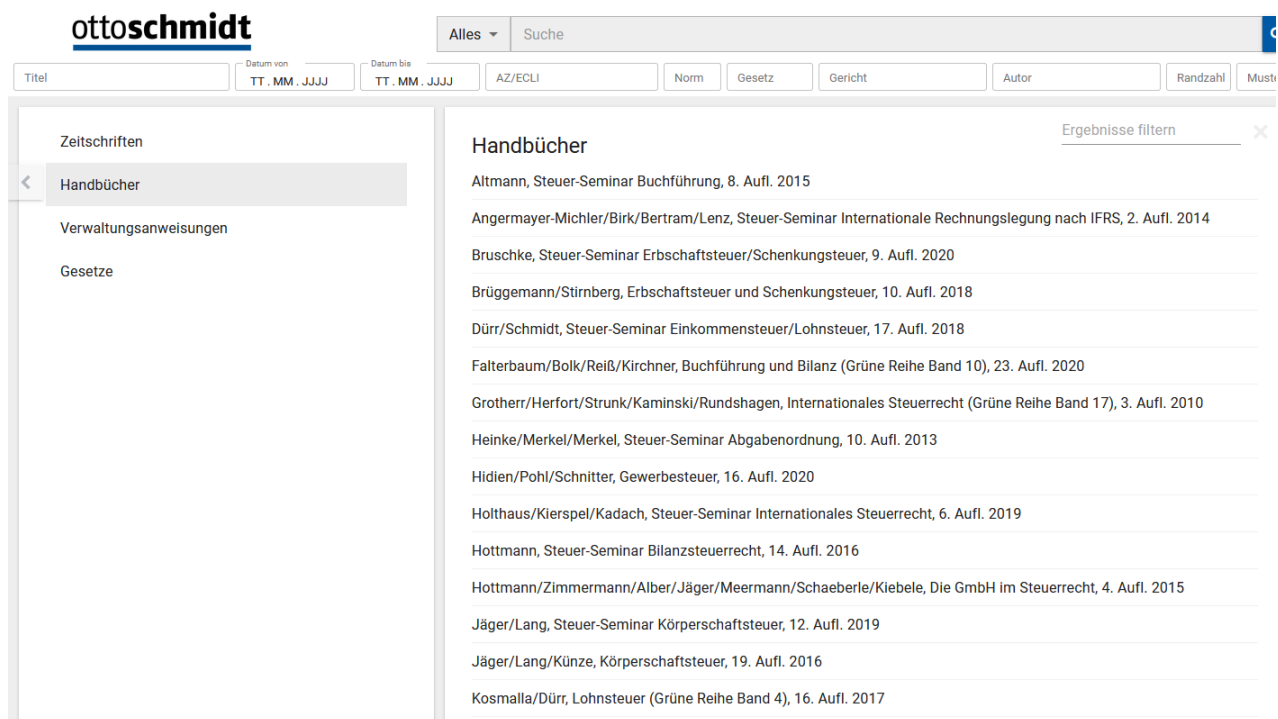 ottoschmidt
Alles Suche
Titel Datum von TT.MM.JJJJ Datum bis TT.MM.JJJJ AZ/ECLI Norm Gesetz Gericht Autor Randzahl Muste
Zeitschriften
Handbücher
Verwaltungsanweisungen
Gesetze
Handbücher
Ergebnisse filtern
Altmann, Steuer-Seminar Buchführung, 8. Aufl. 2015
Angermayer-Michler/Birk/Bertram/Lenz, Steuer-Seminar Internationale Rechnungslegung nach IFRS, 2. Aufl. 2014
Bruschke, Steuer-Seminar Erbschaftsteuer/Schenkungsteuer, 9. Aufl. 2020
Brüggemann/Stirnberg, Erbschaftsteuer und Schenkungsteuer, 10. Aufl. 2018
Dürr/Schmidt, Steuer-Seminar Einkommensteuer/Lohnsteuer, 17. Aufl. 2018
Falterbaum/Bolk/Reiß/Kirchner, Buchführung und Bilanz (Grüne Reihe Band 10), 23. Aufl. 2020
Grotherr/Herfort/Strunk/Kaminski/Rundshagen, Internationales Steuerrecht (Grüne Reihe Band 17), 3. Aufl. 2010
Heinke/Merkel/Merkel, Steuer-Seminar Abgabenordnung, 10. Aufl. 2013
Hidien/Pohl/Schnitter, Gewerbesteuer, 16. Aufl. 2020
Holthaus/Kierspel/Kadach, Steuer-Seminar Internationales Steuerrecht, 6. Aufl. 2019
Hottmann, Steuer-Seminar Bilanzsteuerrecht, 14. Aufl. 2016
Hottmann/Zimmermann/Alber/Jäger/Meermann/Schaeberle/Kiebele, Die GmbH im Steuerrecht, 4. Aufl. 2015
Jäger/Lang, Steuer-Seminar Körperschaftsteuer, 12. Aufl. 2019
Jäger/Lang/Künze, Körperschaftsteuer, 19. Aufl. 2016
Kosmalla/Dürr, Lohnsteuer (Grüne Reihe Band 4), 16. Aufl. 2017